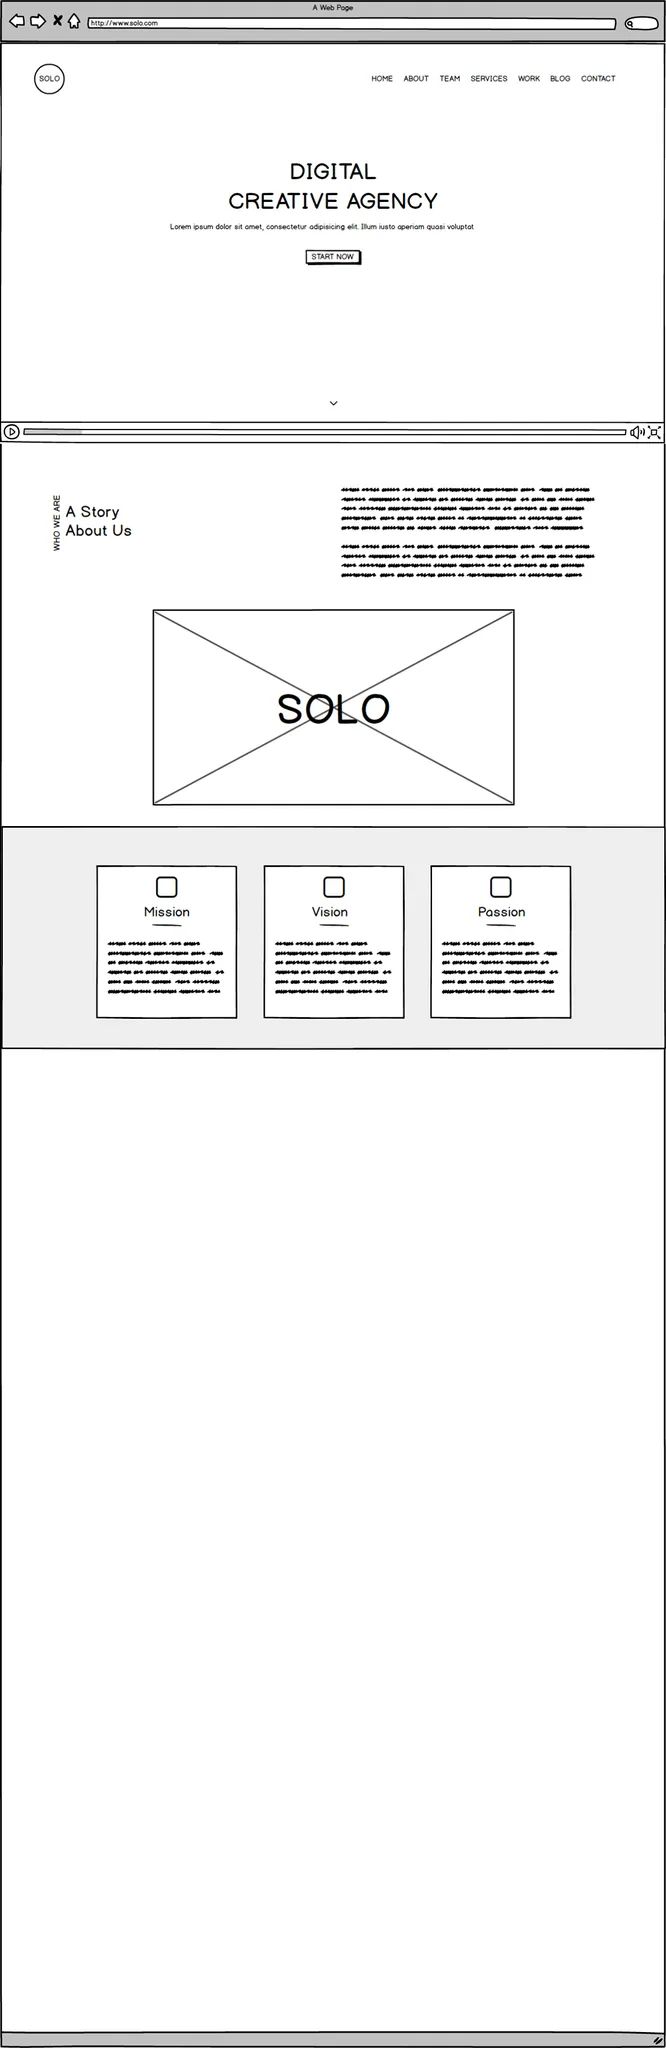 A Web Page
http://www.solo.com
SOLO
HOME ABOUT TEAM SERVICES WORK BLOG CONTACT
DIGITAL
CREATIVE AGENCY
Lorem ipsum dolor sit amet, consectetur adipisicing elit. Illum iusto aperiam quasi voluptat
START NOW
WHO WE ARE
A Story
About Us
SOLO
Mission
Vision
Passion